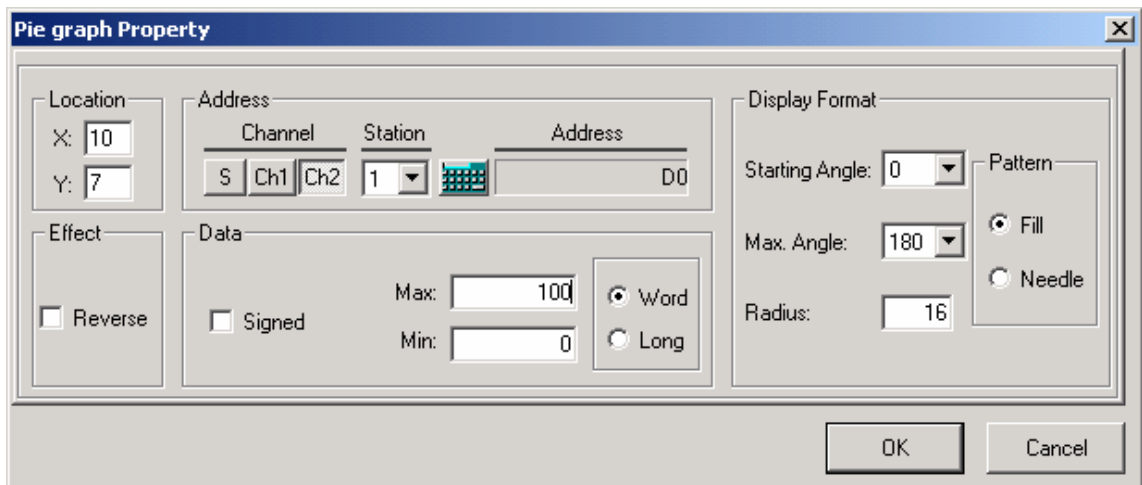 Pie graph Property
Location
X: 10
Y: 7
Address
Channel Station Address
S Ch1 Ch2 1 D0
Effect
Reverse
Data
Signed
Max: 100
Min: 0
Word
Long
Display Format
Starting Angle: 0
Max. Angle: 180
Radius: 16
Pattern
Fill
Needle
OK Cancel